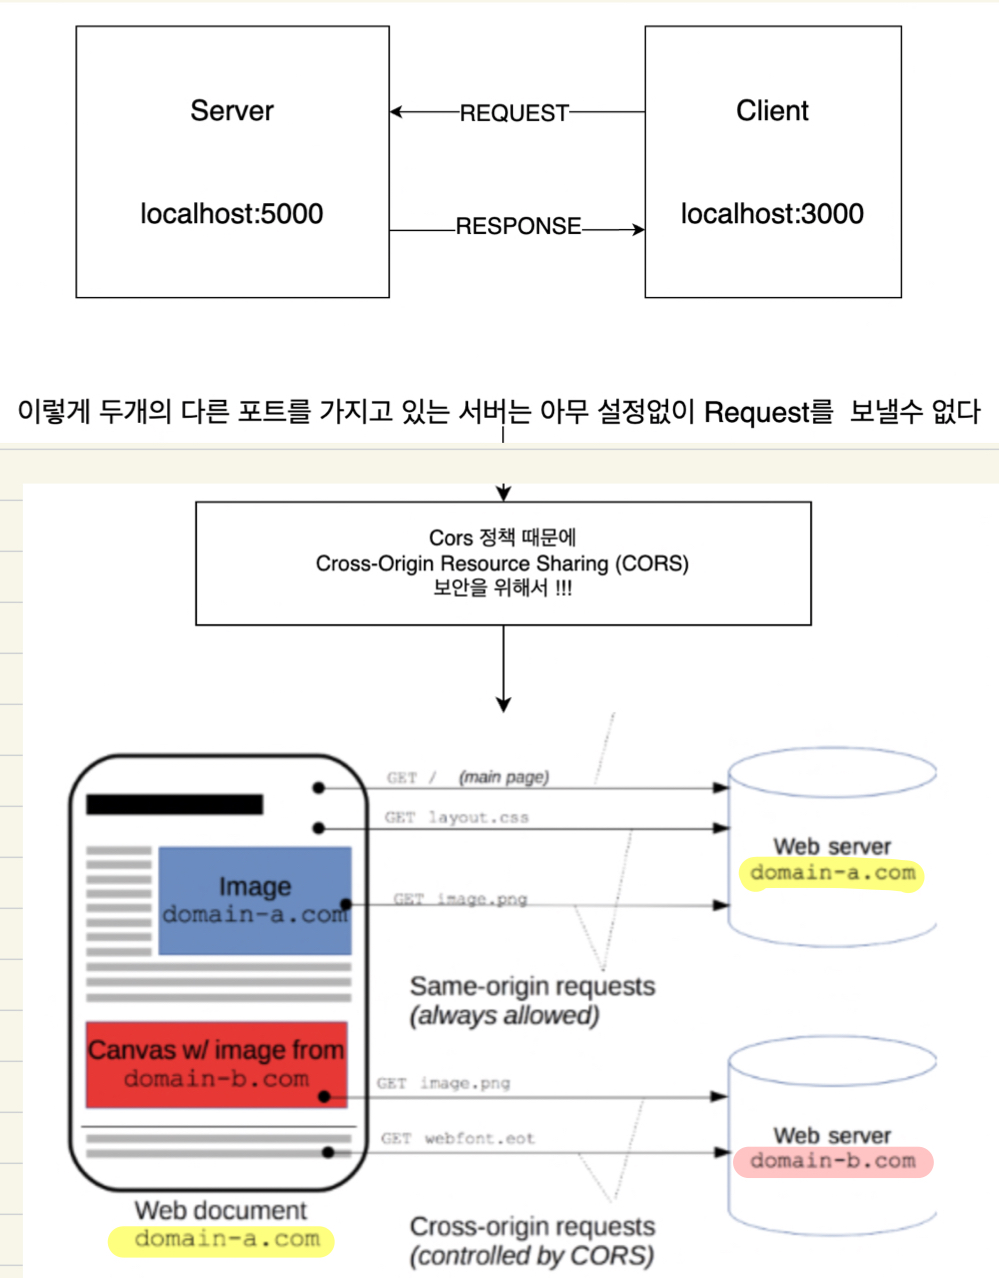 Server
Client
REQUEST
localhost:5000
localhost:3000
RESPONSE
이렇게 두개의 다른 포트를 가지고 있는 서버는 아무 설정없이 Request를 보낼수 없다
Cors 정책 때문에
Cross-Origin Resource Sharing (CORS)
보안을 위해서 !!!
GET / (main page)
GET layout.css
Image
domain-a.com
GET image.png
Web server
domain-a.com
Same-origin requests
(always allowed)
Canvas w/ image from
domain-b.com
GET image.png
GET webfont.eot
Web server
domain-b.com
Web document
domain-a.com
Cross-origin requests
(controlled by CORS)